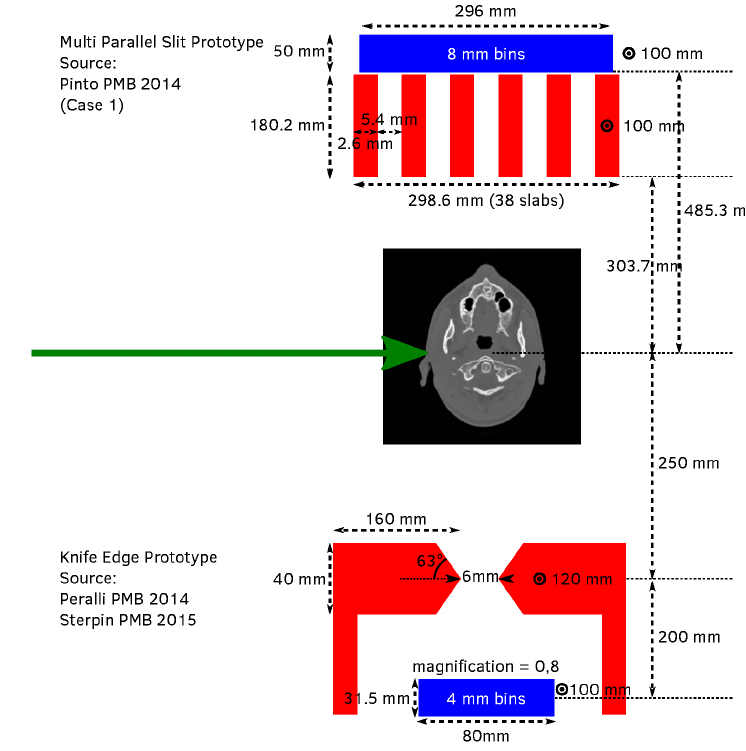 296 mm
Multi Parallel Slit Prototype
Source:
Pinto PMB 2014
(Case 1)
50 mm
8 mm bins
100 mm
180.2 mm
5.4 mm
2.6 mm
100 mm
298.6 mm (38 slabs)
485.3 m
303.7 mm
250 mm
160 mm
Knife Edge Prototype
Source:
Peralli PMB 2014
Sterpin PMB 2015
40 mm
63°
6mm
120 mm
200 mm
magnification = 0,8
31.5 mm
4 mm bins
100 mm
80mm